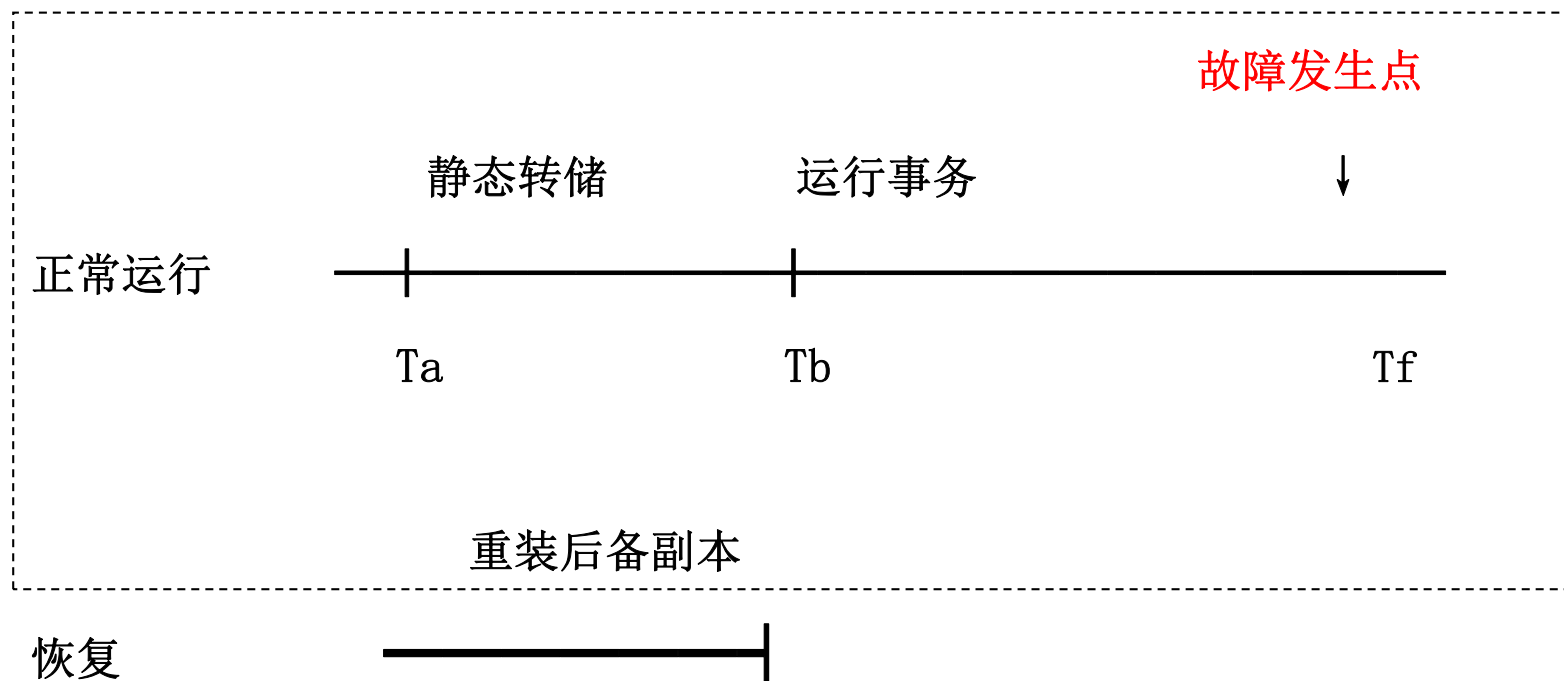 故障发生点
静态转储 运行事务 ↓
正常运行
Ta Tb Tf
重装后备副本
恢复